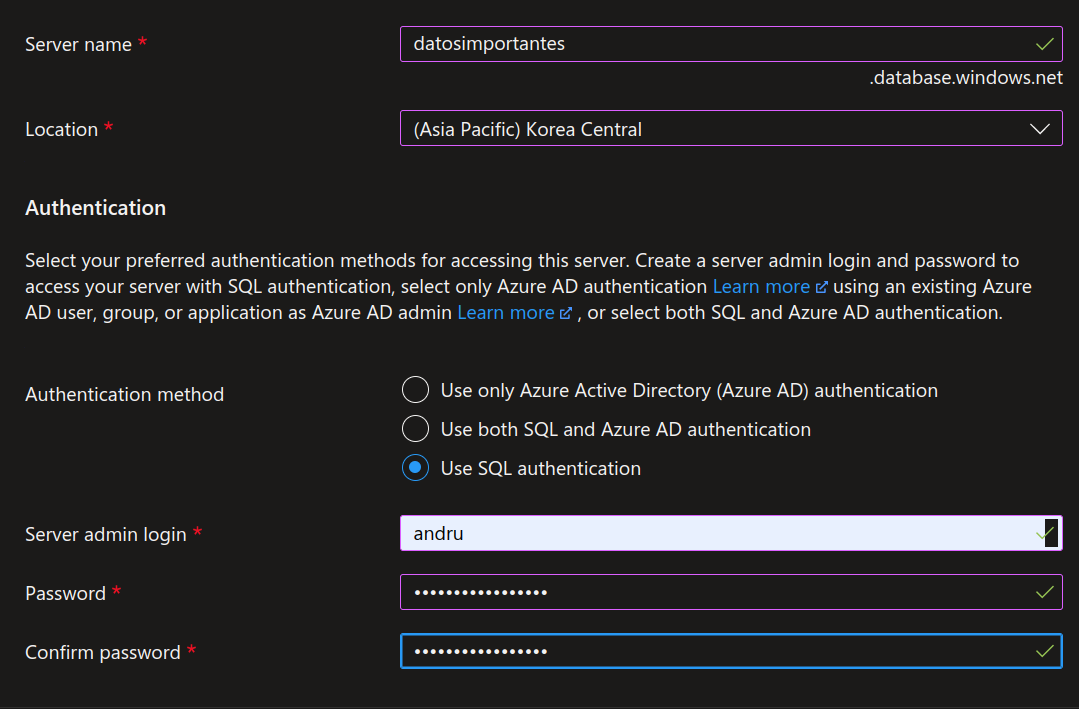 Server name *
datosimportantes
.database.windows.net
Location *
(Asia Pacific) Korea Central
Authentication
Select your preferred authentication methods for accessing this server. Create a server admin login and password to
access your server with SQL authentication, select only Azure AD authentication Learn more using an existing Azure
AD user, group, or application as Azure AD admin Learn more , or select both SQL and Azure AD authentication.
Authentication method
Use only Azure Active Directory (Azure AD) authentication
Use both SQL and Azure AD authentication
Use SQL authentication
Server admin login *
andru
Password *
•••••••••••••••••
Confirm password *
•••••••••••••••••